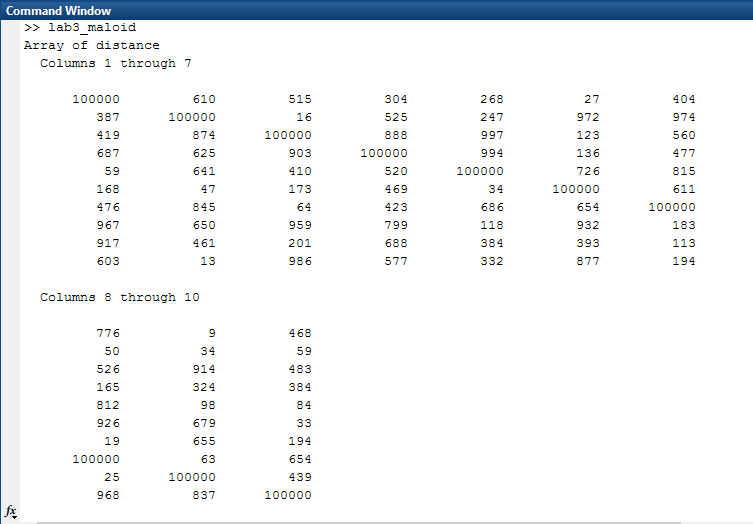 Command Window
>> lab3_maloid
Array of distance
Columns 1 through 7
100000 610 515 304 268 27 404
387 100000 16 525 247 972 974
419 874 100000 888 997 123 560
687 625 903 100000 994 136 477
59 641 410 520 100000 726 815
168 47 173 469 34 100000 611
476 845 64 423 686 654 100000
967 650 959 799 118 932 183
917 461 201 688 384 393 113
603 13 986 577 332 877 194
Columns 8 through 10
776 9 468
50 34 59
526 914 483
165 324 384
812 98 84
926 679 33
19 655 194
100000 63 654
25 100000 439
968 837 100000
fx